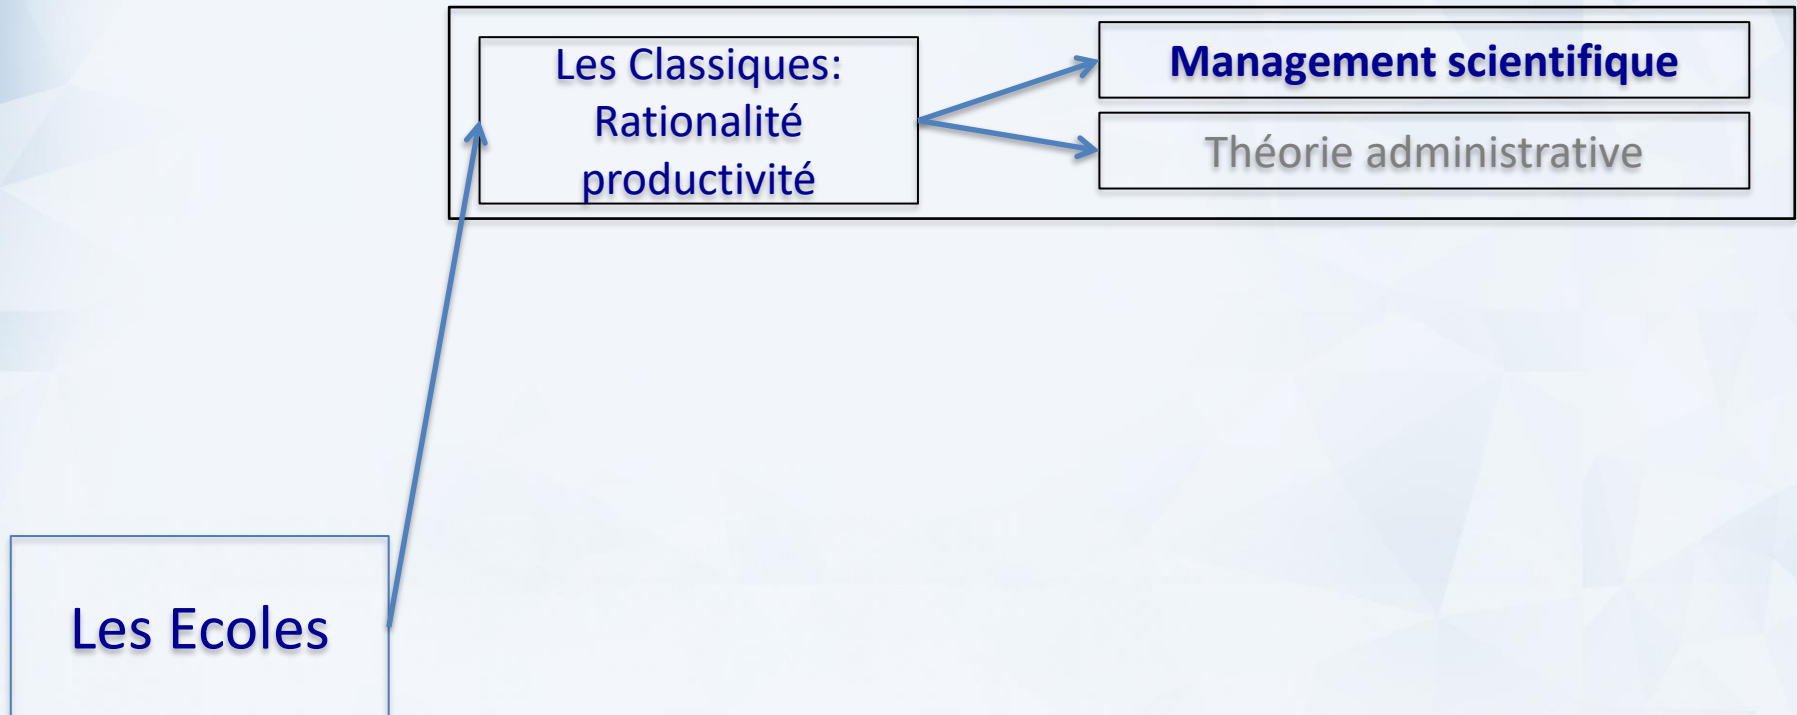 Les Classiques:
Rationalité
productivité
Management scientifique
Théorie administrative
Les Ecoles